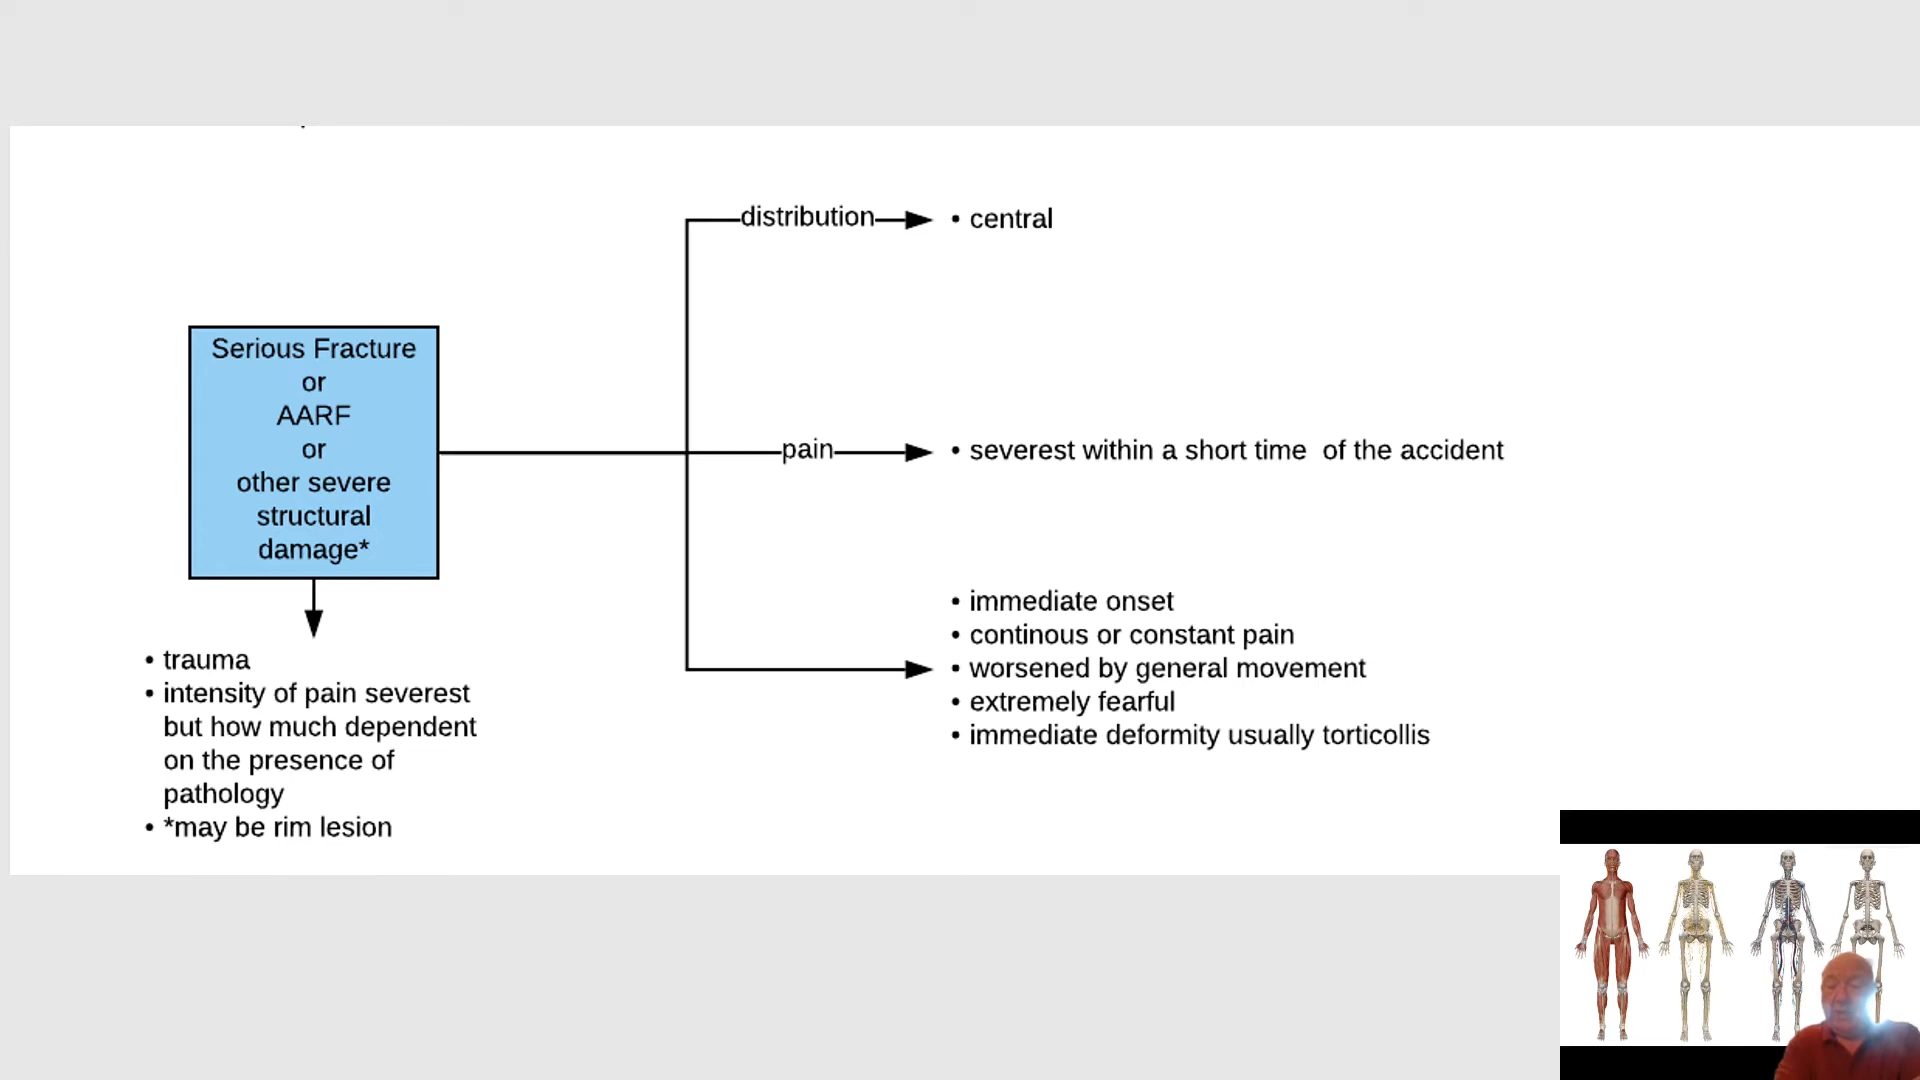 distribution
• central
Serious Fracture
or
AARF
or
other severe
structural
damage*
pain
• severest within a short time  of the accident
• immediate onset
• continous or constant pain
• worsened by general movement
• extremely fearful
• immediate deformity usually torticollis
• trauma
• intensity of pain severest
but how much dependent
on the presence of
pathology
• *may be rim lesion